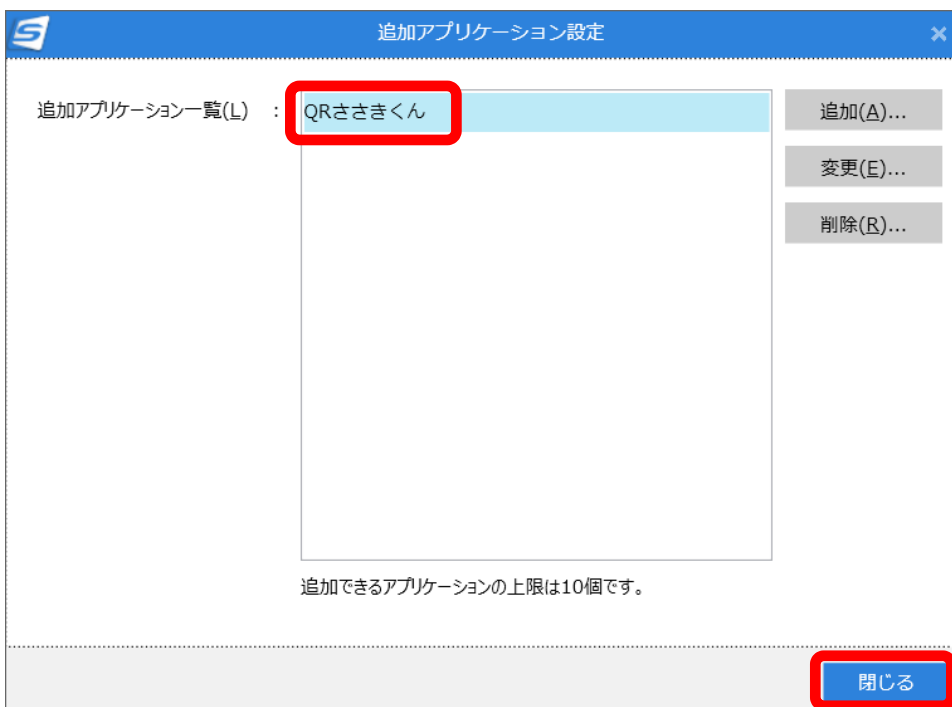 追加アプリケーション設定
追加アプリケーション一覧(L) : QRささきくん
追加(A)...
変更(E)...
削除(R)...
追加できるアプリケーションの上限は10個です。
閉じる